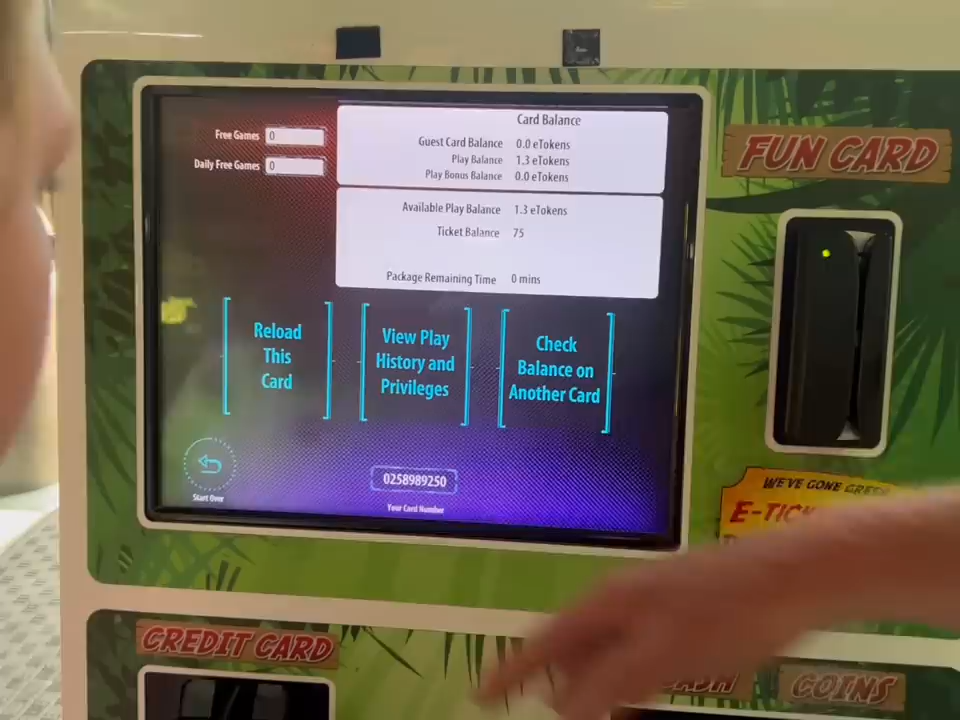 Free Games 0
Daily Free Games 0
Card Balance
Guest Card Balance 0.0 eTokens
Play Balance 1.3 eTokens
Play Bonus Balance 0.0 eTokens
Available Play Balance 1.3 eTokens
Ticket Balance 75
Package Remaining Time 0 mins
Reload
This
Card
View Play
History and
Privileges
Check
Balance on
Another Card
Start Over
0258989250
Your Card Number
FUN CARD
WE'VE GONE GREEN
CREDIT CARD
COINS